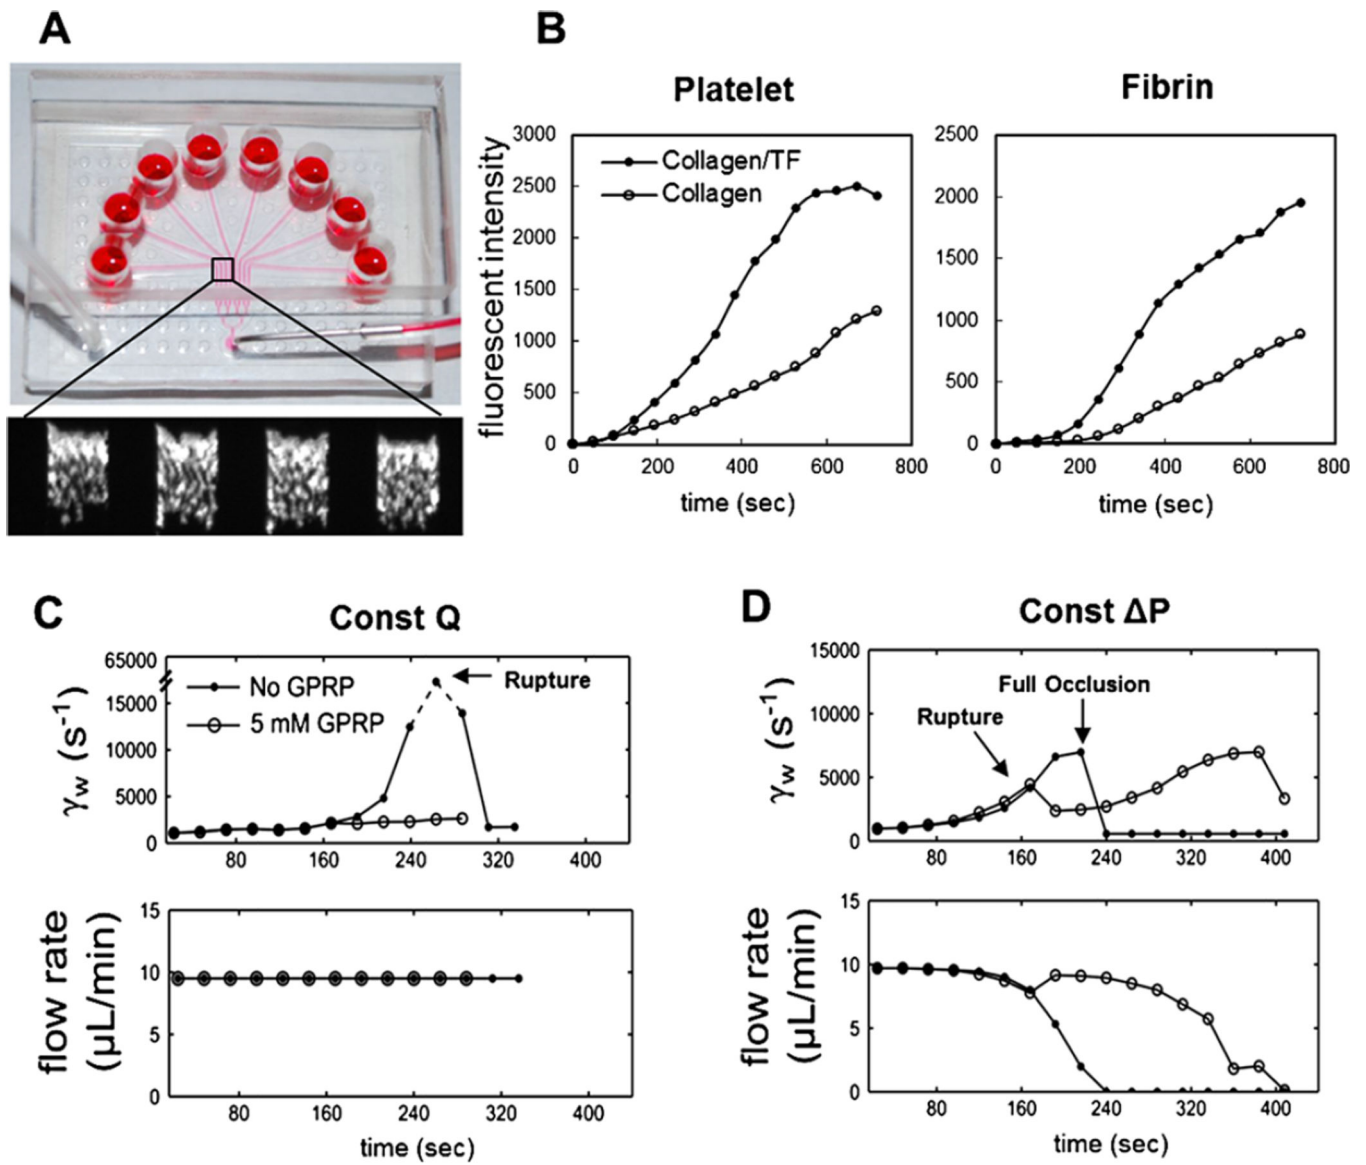 A
B
Platelet
Fibrin
fluorescent intensity
3000
2500
2000
1500
1000
500
0
Collagen/TF
Collagen
0 200 400 600 800
time (sec)
2500
2000
1500
1000
500
0
0 200 400 600 800
time (sec)
C
Const Q
γw (s-1)
65000
15000
10000
5000
0
No GPRP
5 mM GPRP
Rupture
80 160 240 320 400
flow rate
(µL/min)
15
10
5
0
80 160 240 320 400
time (sec)
D
Const ΔP
γw (s-1)
15000
10000
5000
0
Full Occlusion
Rupture
80 160 240 320 400
flow rate
(µL/min)
15
10
5
0
80 160 240 320 400
time (sec)